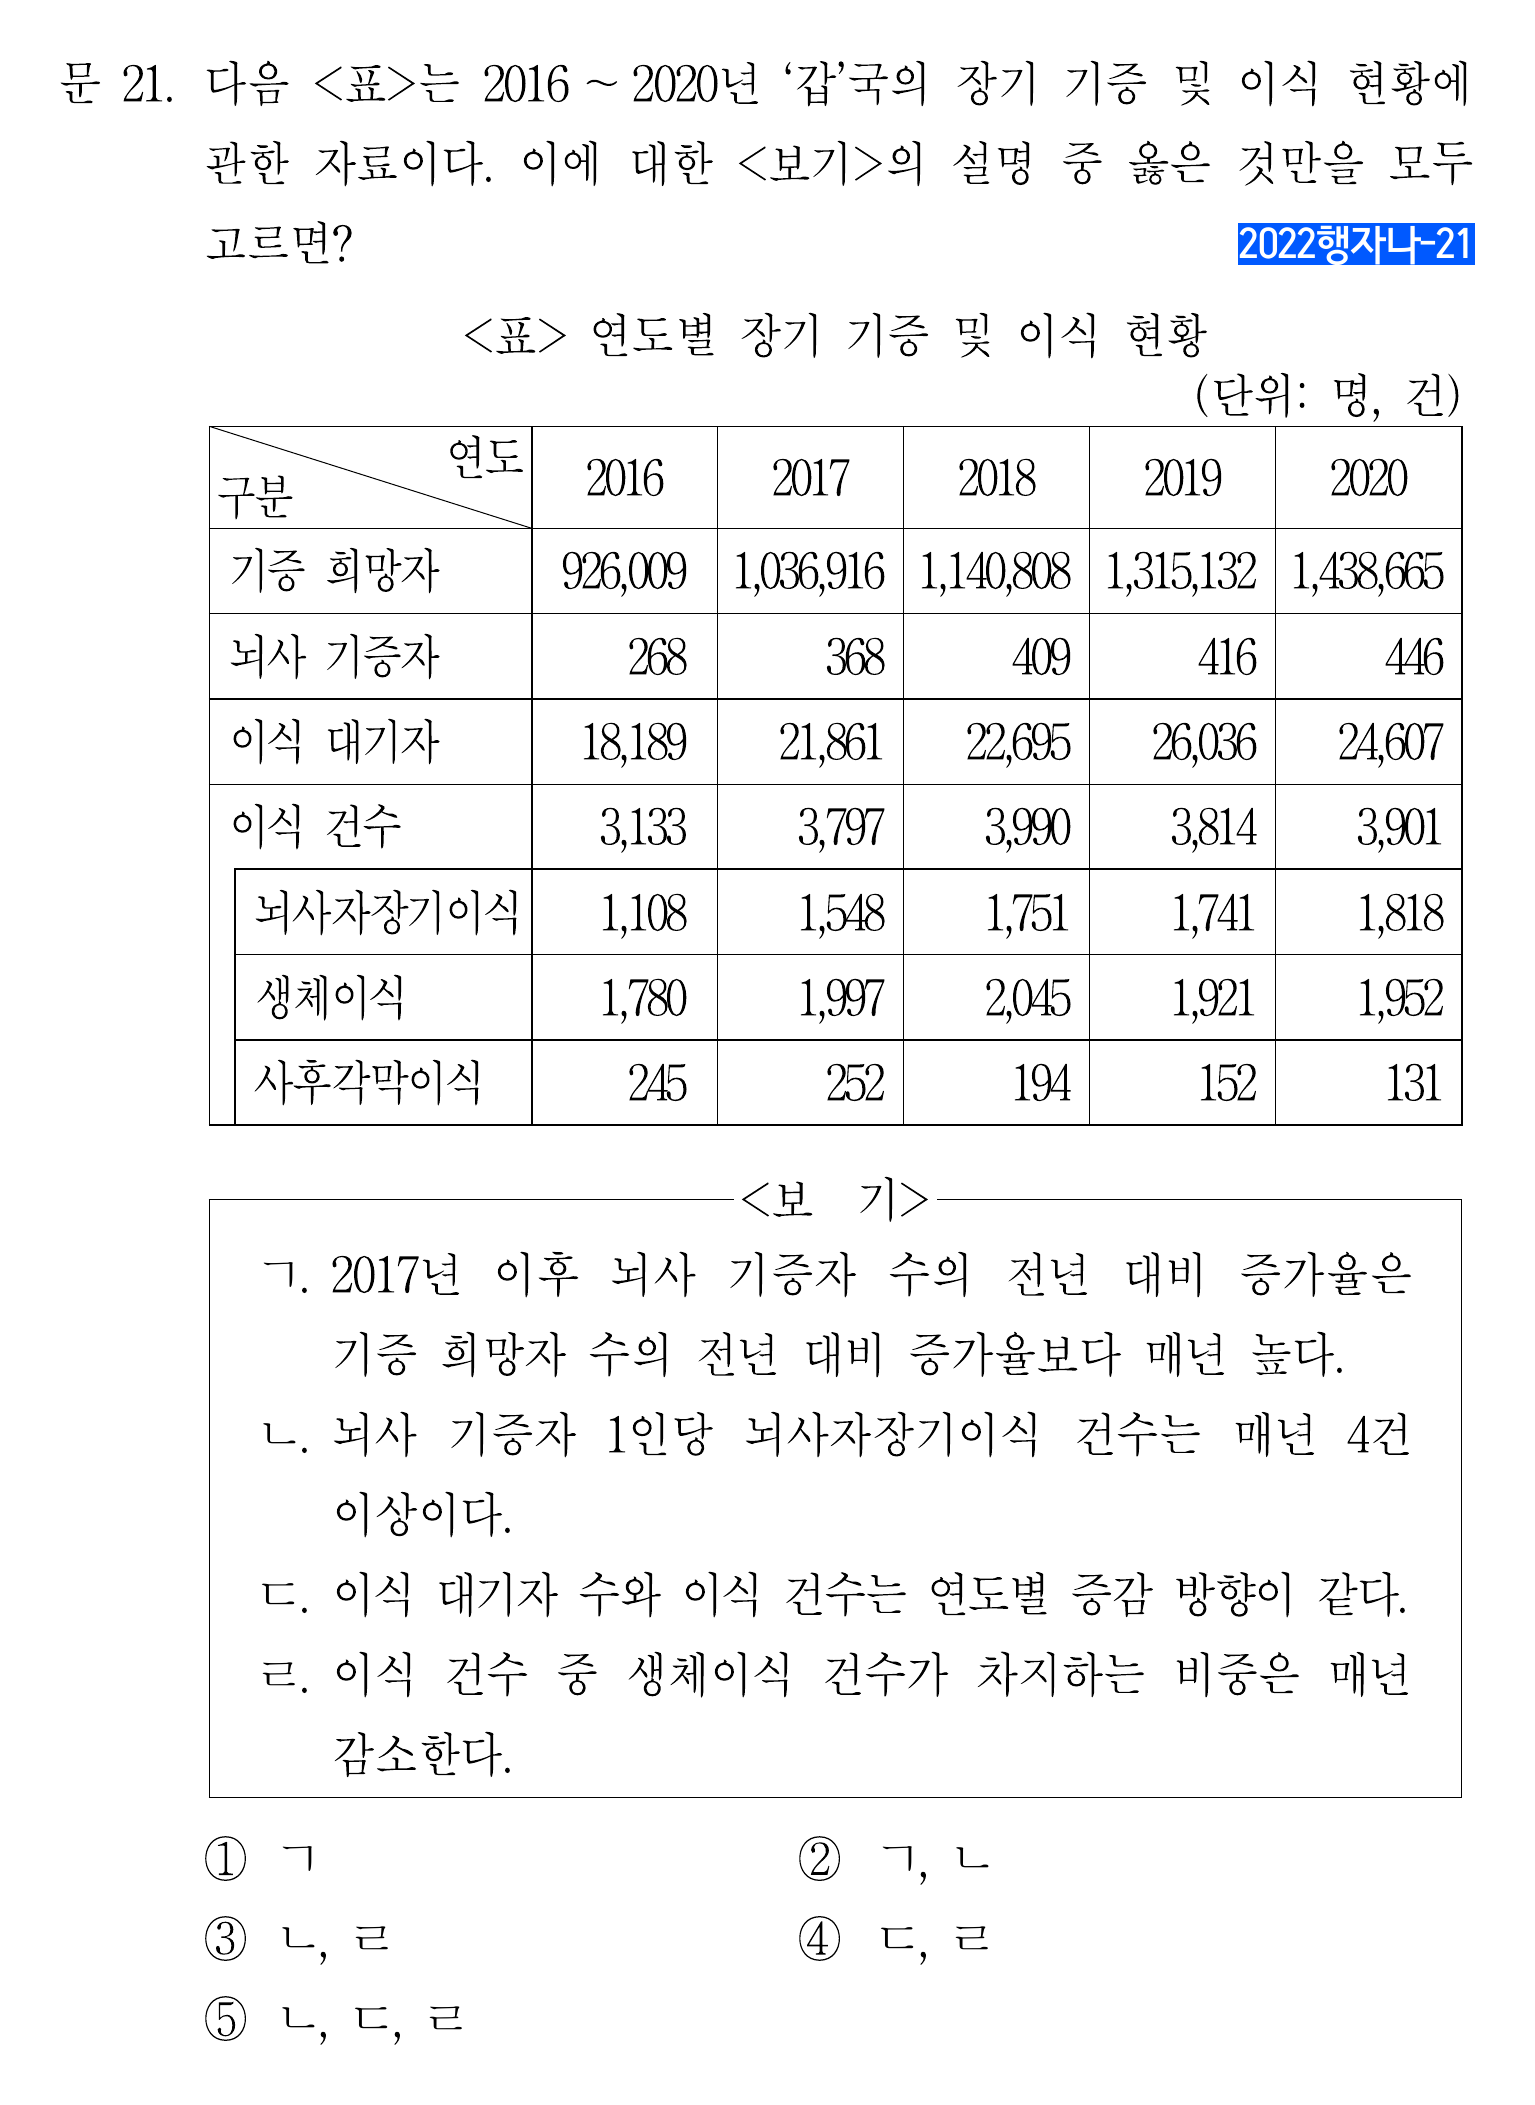 문 21. 다음 <표>는 2016 ~ 2020년 ‘갑’국의 장기 기증 및 이식 현황에
관한 자료이다. 이에 대한 <보기>의 설명 중 옳은 것만을 모두
고르면?
2022행자나-21
<표> 연도별 장기 기증 및 이식 현황
(단위: 명, 건)
구분 연도 2016 2017 2018 2019 2020
기증 희망자 926,009 1,036,916 1,140,808 1,315,132 1,438,665
뇌사 기증자 268 368 409 416 446
이식 대기자 18,189 21,861 22,695 26,036 24,607
이식 건수 3,133 3,797 3,990 3,814 3,901
뇌사자장기이식 1,108 1,548 1,751 1,741 1,818
생체이식 1,780 1,997 2,045 1,921 1,952
사후각막이식 245 252 194 152 131
<보 기>
ㄱ. 2017년 이후 뇌사 기증자 수의 전년 대비 증가율은
기증 희망자 수의 전년 대비 증가율보다 매년 높다.
ㄴ. 뇌사 기증자 1인당 뇌사자장기이식 건수는 매년 4건
이상이다.
ㄷ. 이식 대기자 수와 이식 건수는 연도별 증감 방향이 같다.
ㄹ. 이식 건수 중 생체이식 건수가 차지하는 비중은 매년
감소한다.
① ㄱ ② ㄱ, ㄴ
③ ㄴ, ㄹ ④ ㄷ, ㄹ
⑤ ㄴ, ㄷ, ㄹ